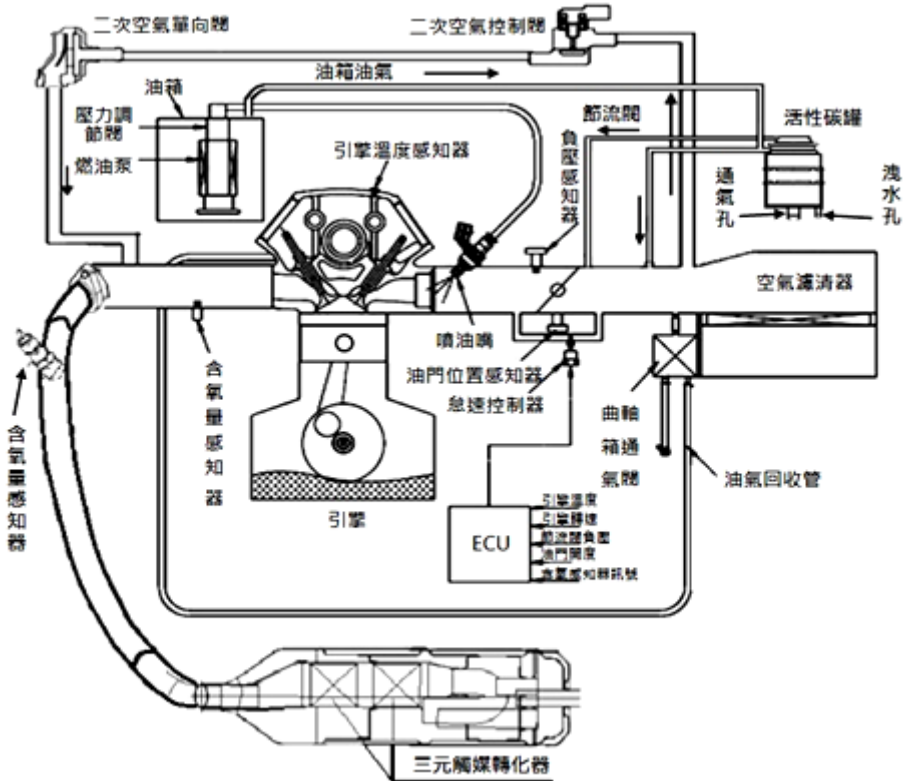 二次空氣單向閥
二次空氣控制閥
油箱油氣
油箱
壓力調
節閥
燃油泵
引擎溫度感知器
負壓感知器
節流閥
活性碳罐
通氣孔
洩水孔
空氣濾清器
噴油嘴
油門位置感知器
怠速控制器
含氧量感知器
含氧量感知器
曲軸
箱通
氣閥
油氣回收管
引擎
ECU
引擎溫度
引擎轉速
節流閥負壓
油門開度
含氧感知器訊號
三元觸媒轉化器